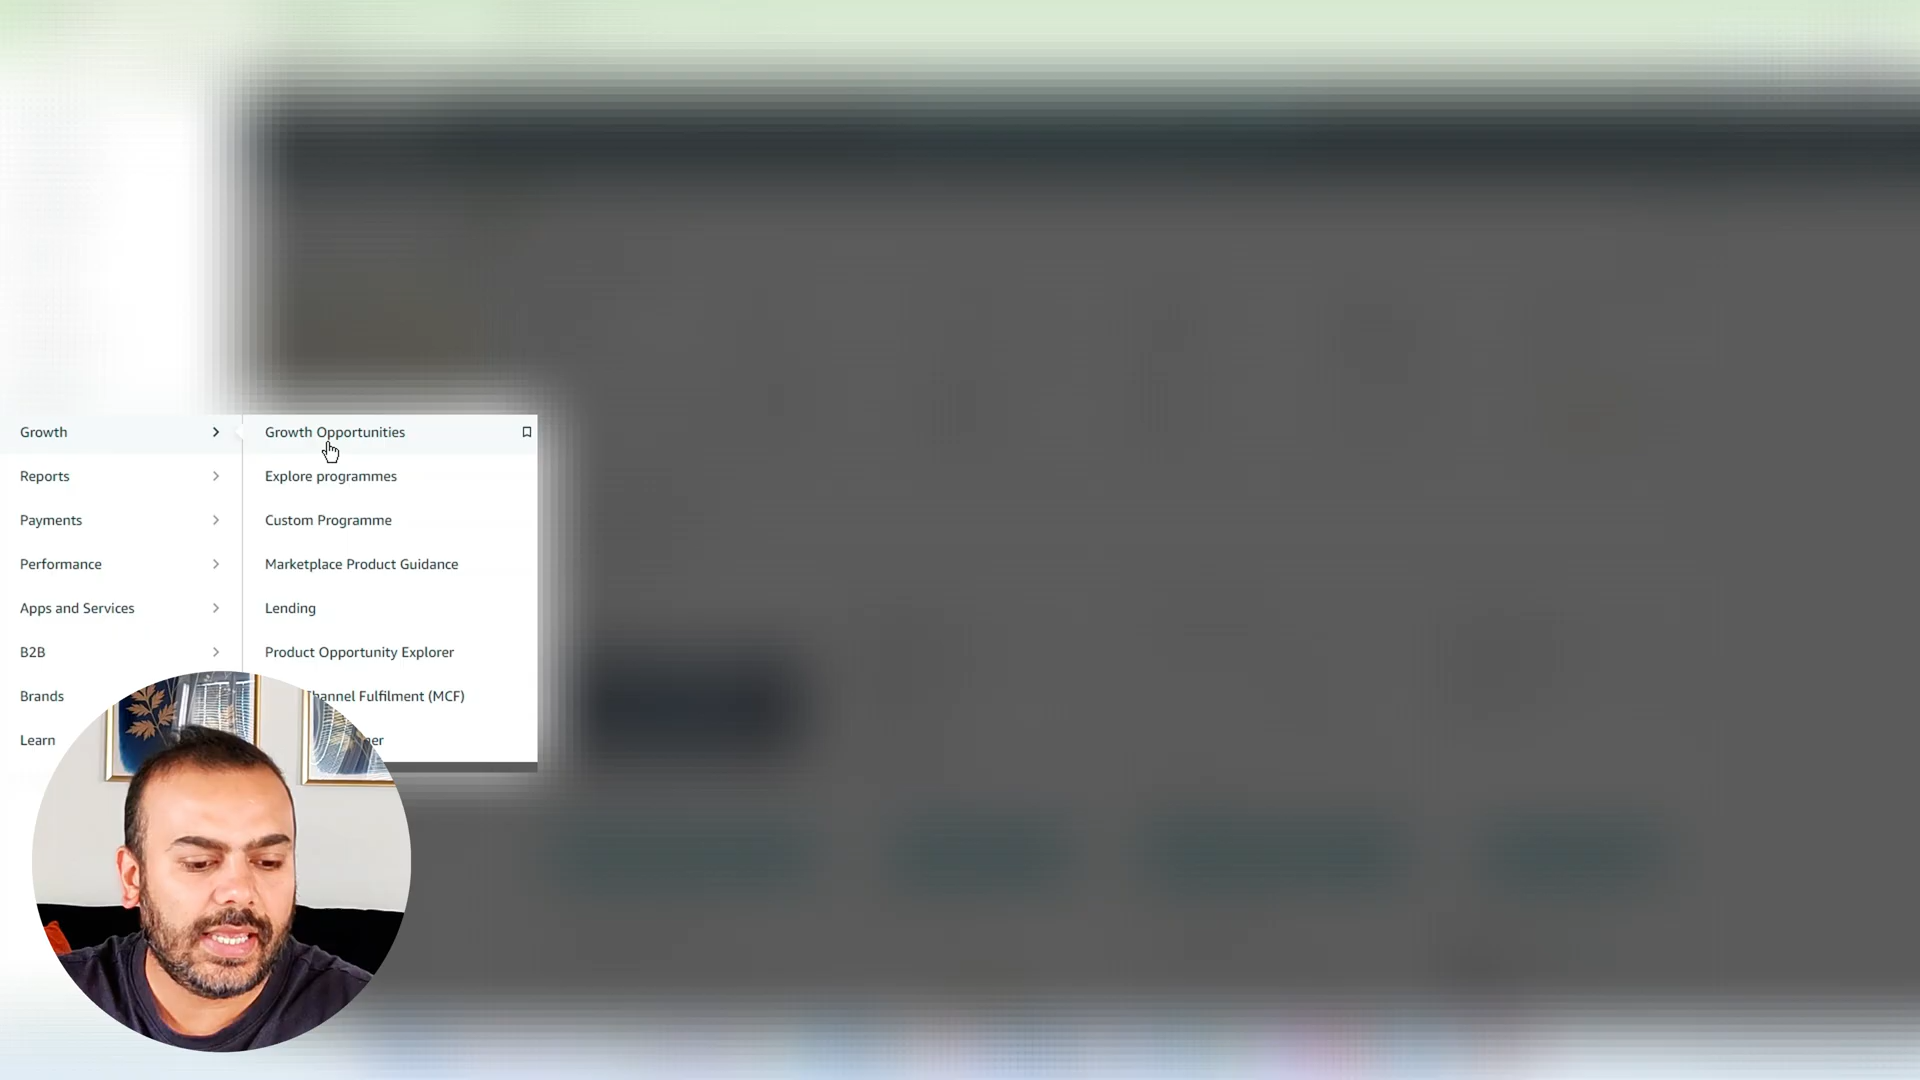 Growth
Reports
Payments
Performance
Apps and Services
B2B
Brands
Learn
Growth Opportunities
Explore programmes
Custom Programme
Marketplace Product Guidance
Lending
Product Opportunity Explorer
Fulfilment (MCF)